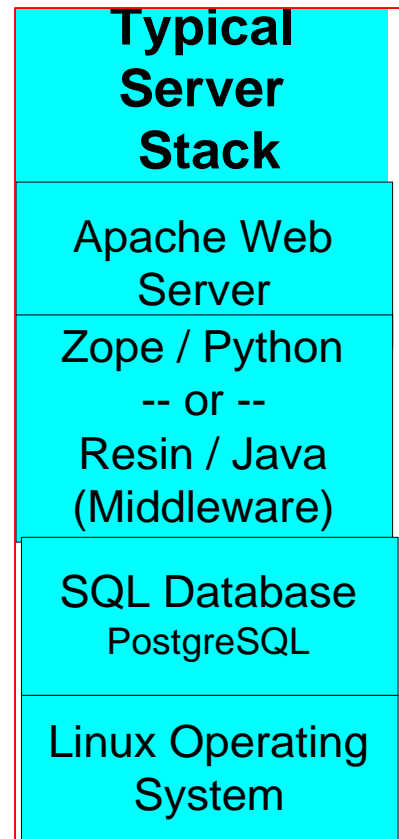 Typical
Server
Stack
Apache Web
Server
Zope / Python
-- or --
Resin / Java
(Middleware)
SQL Database
PostgreSQL
Linux Operating
System